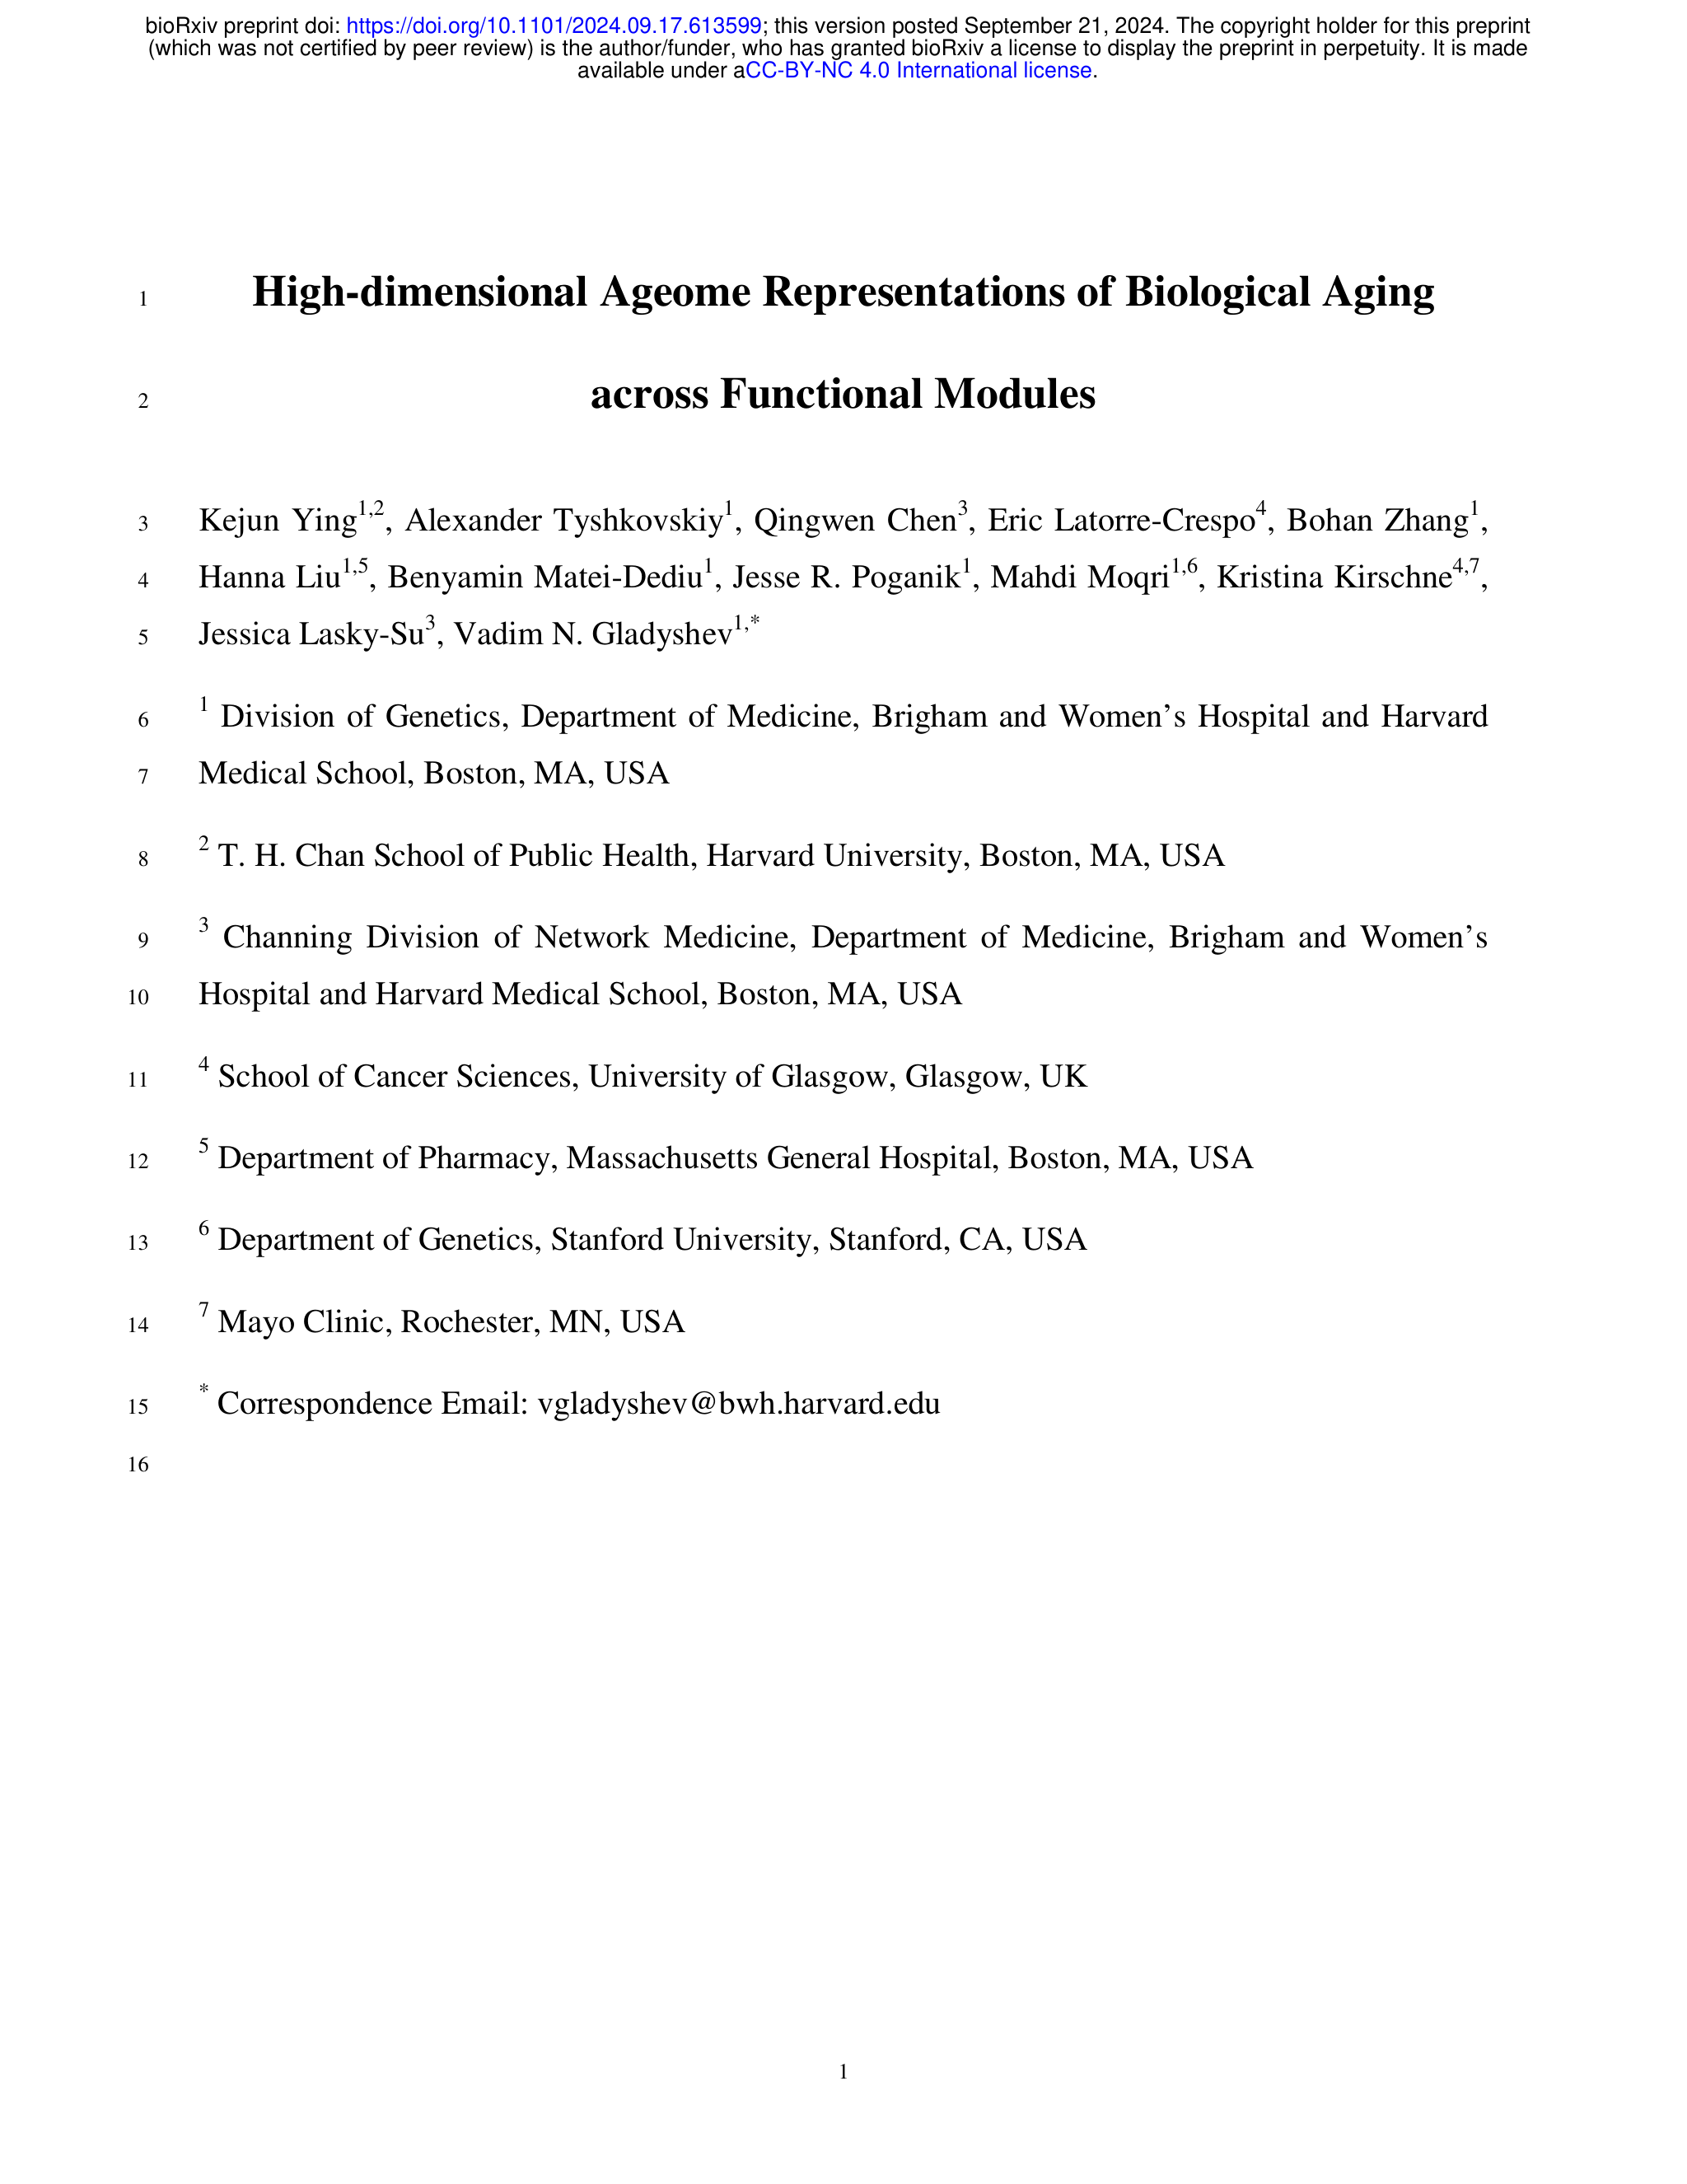 bioRxiv preprint doi: https://doi.org/10.1101/2024.09.17.613599; this version posted September 21, 2024. The copyright holder for this preprint
(which was not certified by peer review) is the author/funder, who has granted bioRxiv a license to display the preprint in perpetuity. It is made
available under aCC-BY-NC 4.0 International license.
1 High-dimensional Ageome Representations of Biological Aging
2 across Functional Modules
3 Kejun Ying1,2, Alexander Tyshkovskiy1, Qingwen Chen3, Eric Latorre-Crespo4, Bohan Zhang1,
4 Hanna Liu1,5, Benyamin Matei-Dediu1, Jesse R. Poganik1, Mahdi Moqri1,6, Kristina Kirschne4,7,
5 Jessica Lasky-Su3, Vadim N. Gladyshev1,*
6 1 Division of Genetics, Department of Medicine, Brigham and Women’s Hospital and Harvard
7 Medical School, Boston, MA, USA
8 2 T. H. Chan School of Public Health, Harvard University, Boston, MA, USA
9 3 Channing Division of Network Medicine, Department of Medicine, Brigham and Women’s
10 Hospital and Harvard Medical School, Boston, MA, USA
11 4 School of Cancer Sciences, University of Glasgow, Glasgow, UK
12 5 Department of Pharmacy, Massachusetts General Hospital, Boston, MA, USA
13 6 Department of Genetics, Stanford University, Stanford, CA, USA
14 7 Mayo Clinic, Rochester, MN, USA
15 * Correspondence Email: vgladyshev@bwh.harvard.edu
16
1